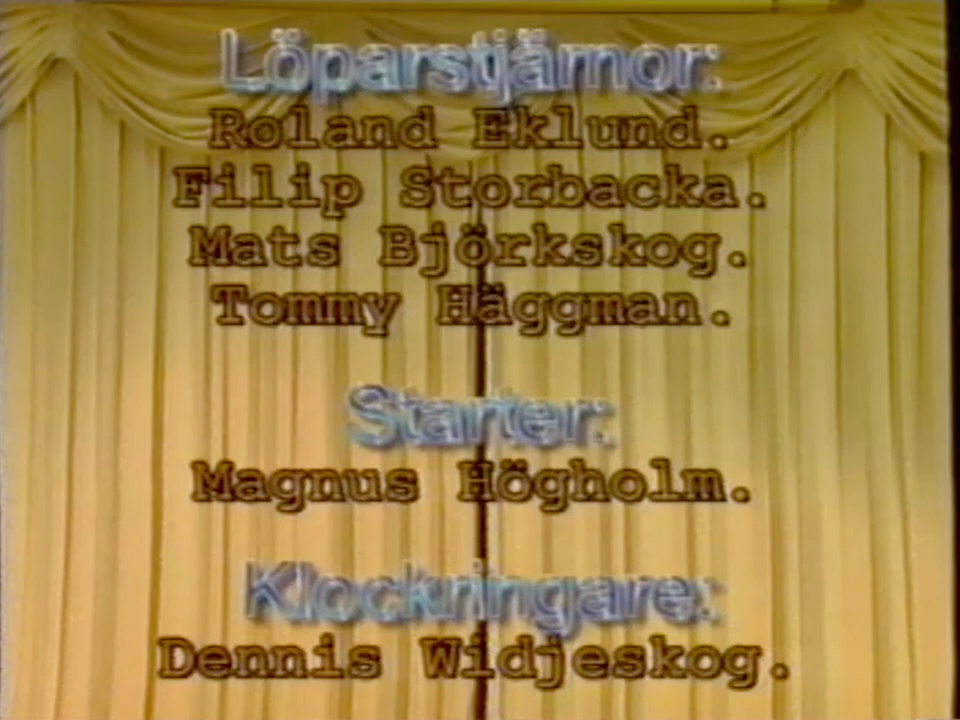 Löparstjärnor:
Roland Eklund.
Filip Storbacka.
Mats Björkskog.
Tommy Häggman.
Starter:
Magnus Högholm.
Klockringare:
Dennis Widjeskog.